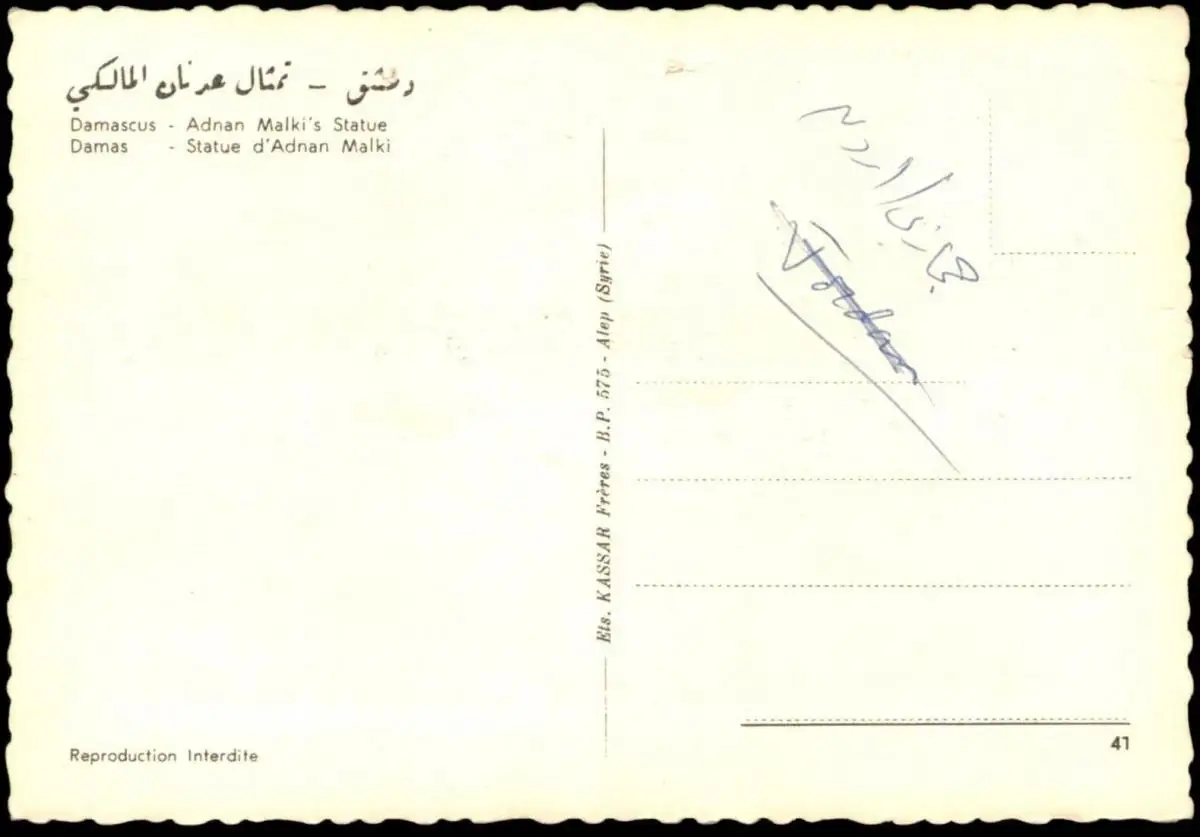 دمشق - تمثال عدنان المالكي
Damascus - Adnan Malki's Statue
Damas - Statue d'Adnan Malki
Jordan
Ets. KASSAR Frères - B.P. 575 - Alep (Syrie)
Reproduction Interdite
41